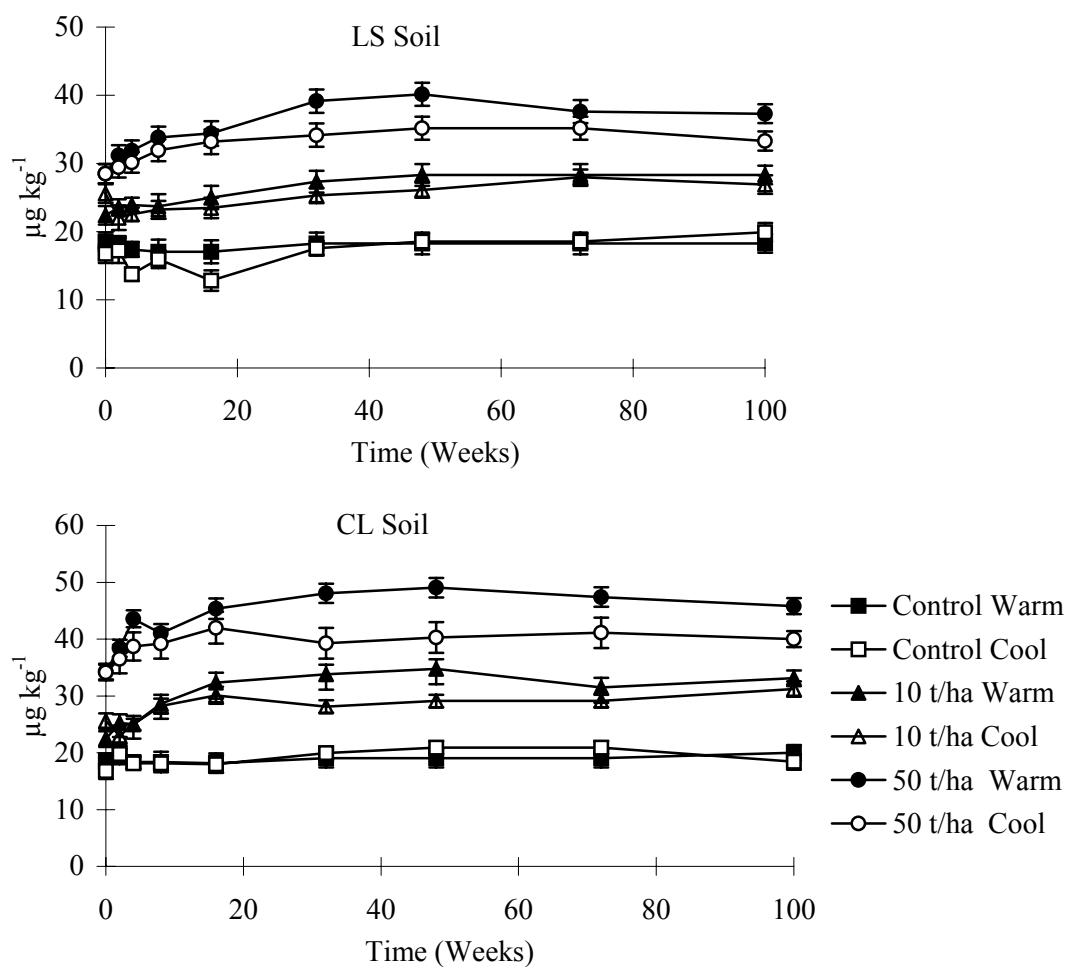 LS Soil
50
40
30
20
10
0
µg kg-1
0 20 40 60 80 100
Time (Weeks)
CL Soil
60
50
40
30
20
10
0
µg kg-1
0 20 40 60 80 100
Time (Weeks)
Control Warm
Control Cool
10 t/ha Warm
10 t/ha Cool
50 t/ha Warm
50 t/ha Cool